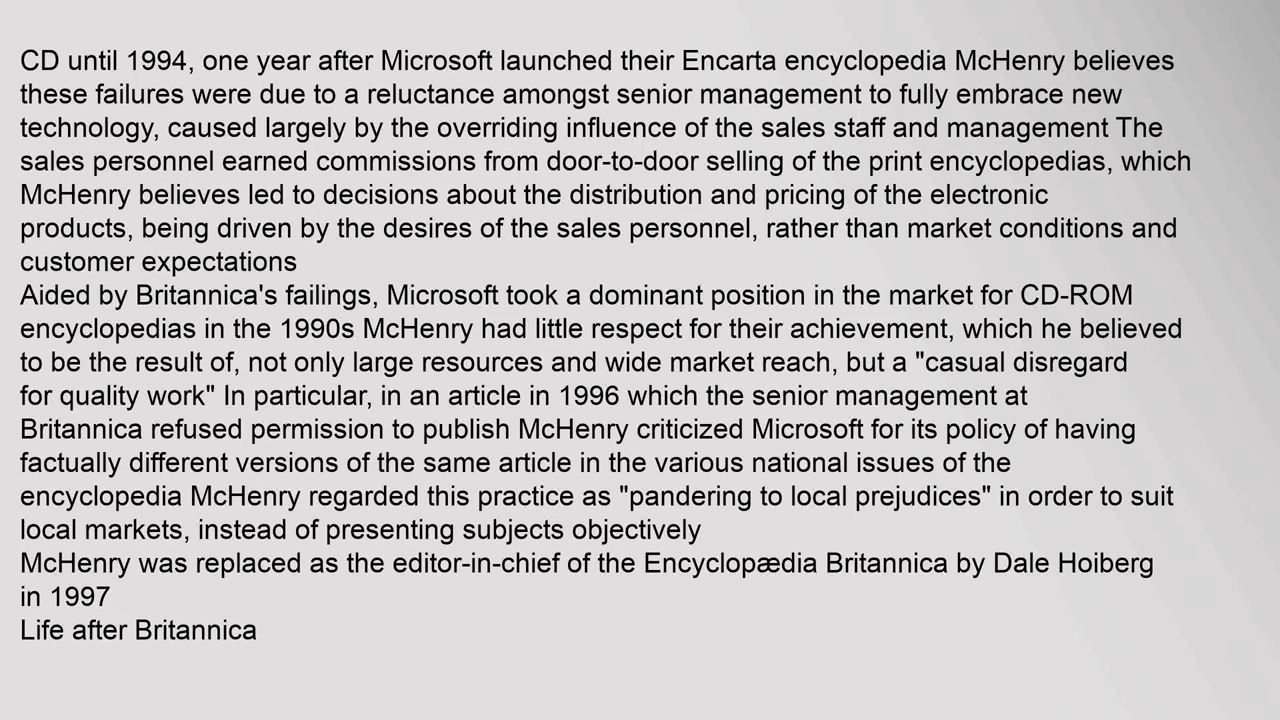 CD until 1994, one year after Microsoft launched their Encarta encyclopedia McHenry believes
these failures were due to a reluctance amongst senior management to fully embrace new
technology, caused largely by the overriding influence of the sales staff and management The
sales personnel earned commissions from door-to-door selling of the print encyclopedias, which
McHenry believes led to decisions about the distribution and pricing of the electronic
products, being driven by the desires of the sales personnel, rather than market conditions and
customer expectations
Aided by Britannica's failings, Microsoft took a dominant position in the market for CD-ROM
encyclopedias in the 1990s McHenry had little respect for their achievement, which he believed
to be the result of, not only large resources and wide market reach, but a "casual disregard
for quality work" In particular, in an article in 1996 which the senior management at
Britannica refused permission to publish McHenry criticized Microsoft for its policy of having
factually different versions of the same article in the various national issues of the
encyclopedia McHenry regarded this practice as "pandering to local prejudices" in order to suit
local markets, instead of presenting subjects objectively
McHenry was replaced as the editor-in-chief of the Encyclopædia Britannica by Dale Hoiberg
in 1997
Life after Britannica